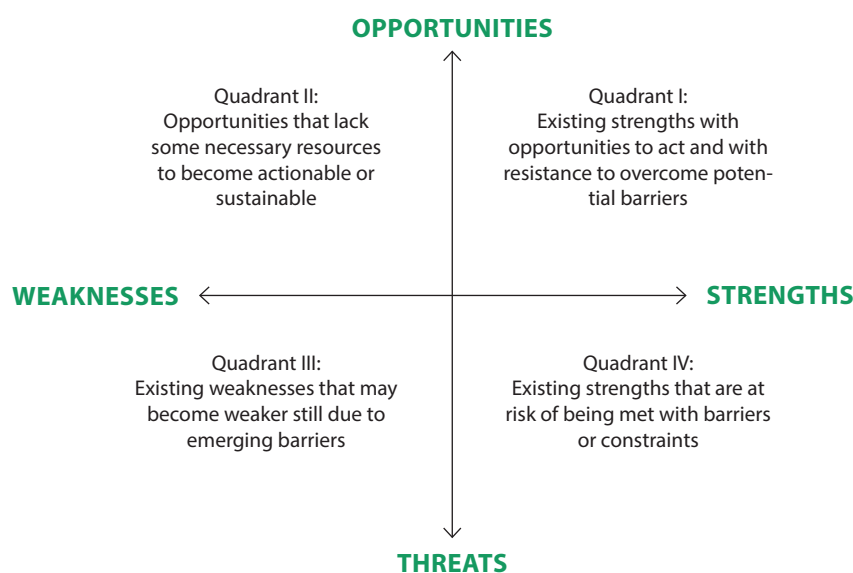 OPPORTUNITIES
Quadrant II:
Opportunities that lack
some necessary resources
to become actionable or
sustainable
Quadrant I:
Existing strengths with
opportunities to act and with
resistance to overcome poten-
tial barriers
WEAKNESSES
STRENGTHS
Quadrant III:
Existing weaknesses that may
become weaker still due to
emerging barriers
Quadrant IV:
Existing strengths that are at
risk of being met with barriers
or constraints
THREATS